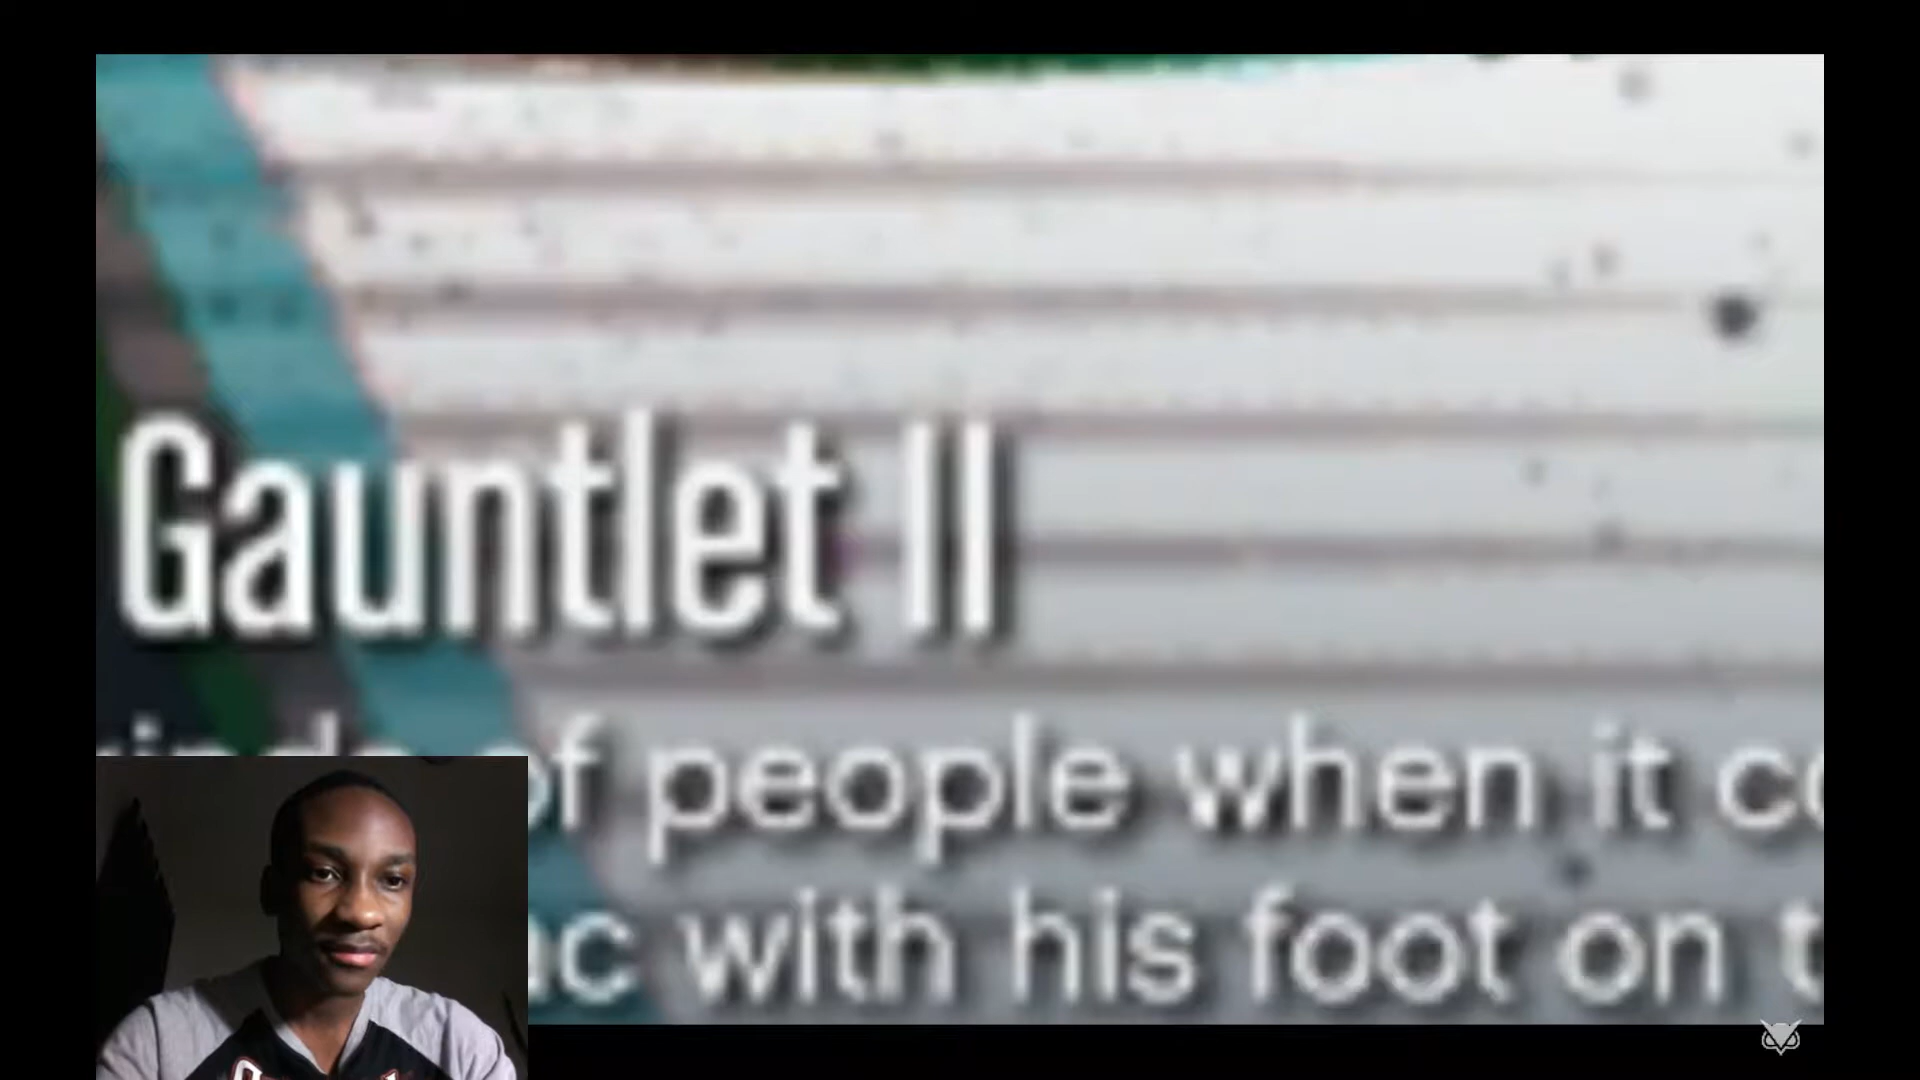 Gauntlet II
of people when it
with his foot on